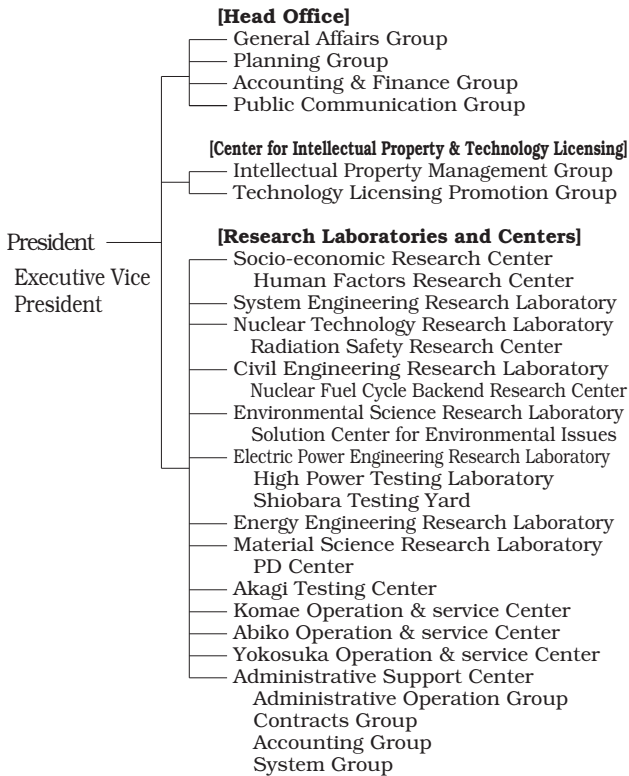 [Head Office]
General Affairs Group
Planning Group
Accounting & Finance Group
Public Communication Group
[Center for Intellectual Property & Technology Licensing]
Intellectual Property Management Group
Technology Licensing Promotion Group
President
Executive Vice
President
[Research Laboratories and Centers]
Socio-economic Research Center
Human Factors Research Center
System Engineering Research Laboratory
Nuclear Technology Research Laboratory
Radiation Safety Research Center
Civil Engineering Research Laboratory
Nuclear Fuel Cycle Backend Research Center
Environmental Science Research Laboratory
Solution Center for Environmental Issues
Electric Power Engineering Research Laboratory
High Power Testing Laboratory
Shiobara Testing Yard
Energy Engineering Research Laboratory
Material Science Research Laboratory
PD Center
Akagi Testing Center
Komae Operation & service Center
Abiko Operation & service Center
Yokosuka Operation & service Center
Administrative Support Center
Administrative Operation Group
Contracts Group
Accounting Group
System Group